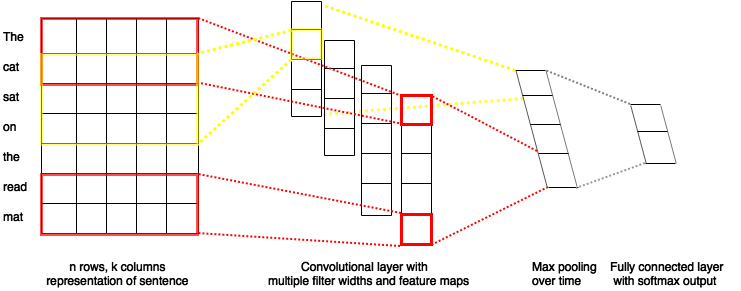 The
cat
sat
on
the
read
mat
n rows, k columns
representation of sentence
Convolutional layer with
multiple filter widths and feature maps
Max pooling
over time
Fully connected layer
with softmax output